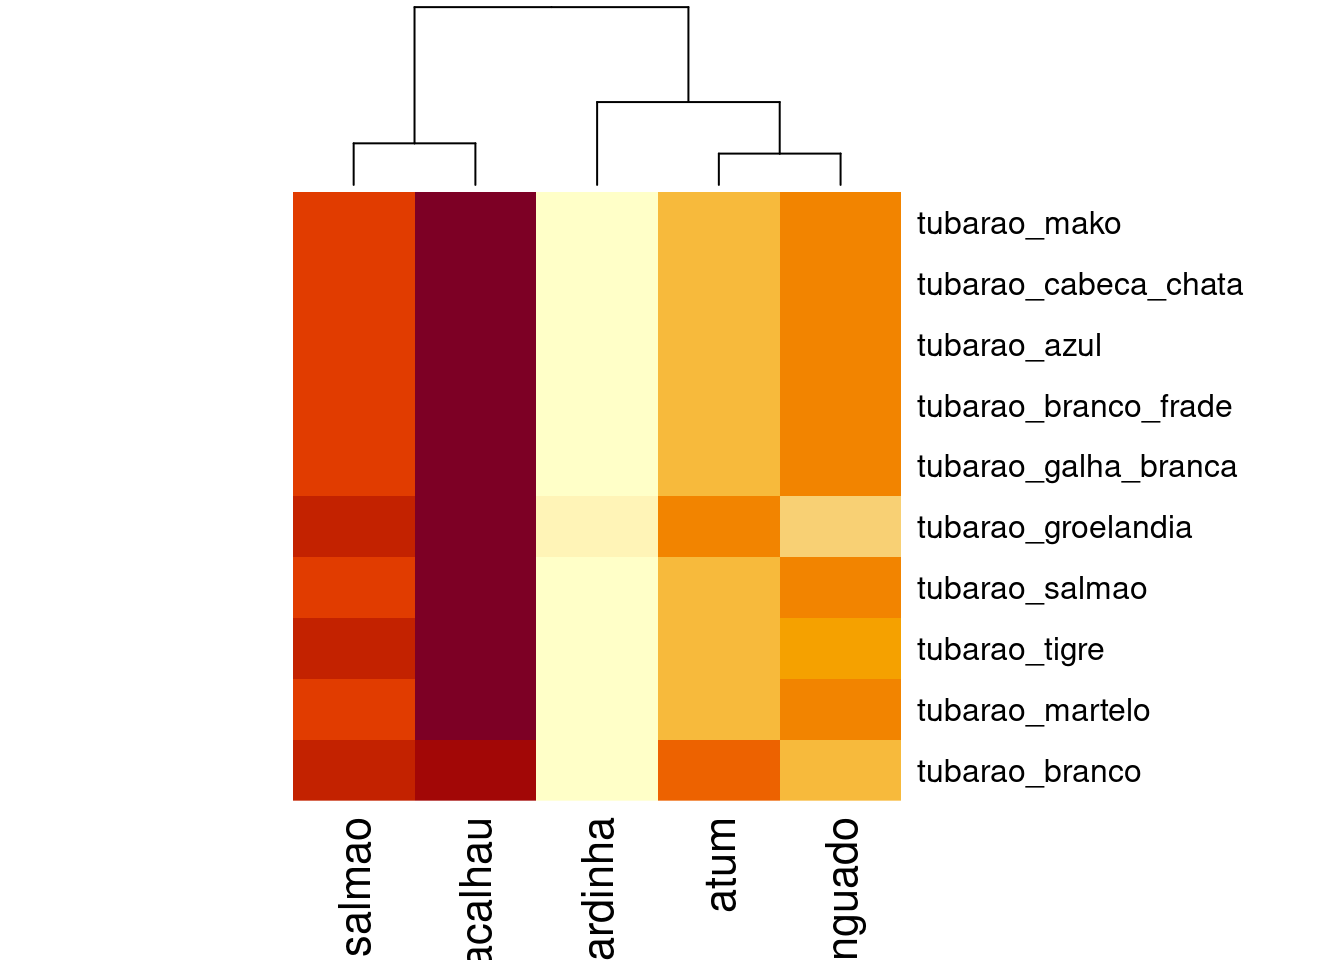 tubarao_mako
tubarao_cabeca_chata
tubarao_azul
tubarao_branco_frade
tubarao_galha_branca
tubarao_groelandia
tubarao_salmao
tubarao_tigre
tubarao_martelo
tubarao_branco
salmao
acalhau
ardinha
atum
nguado